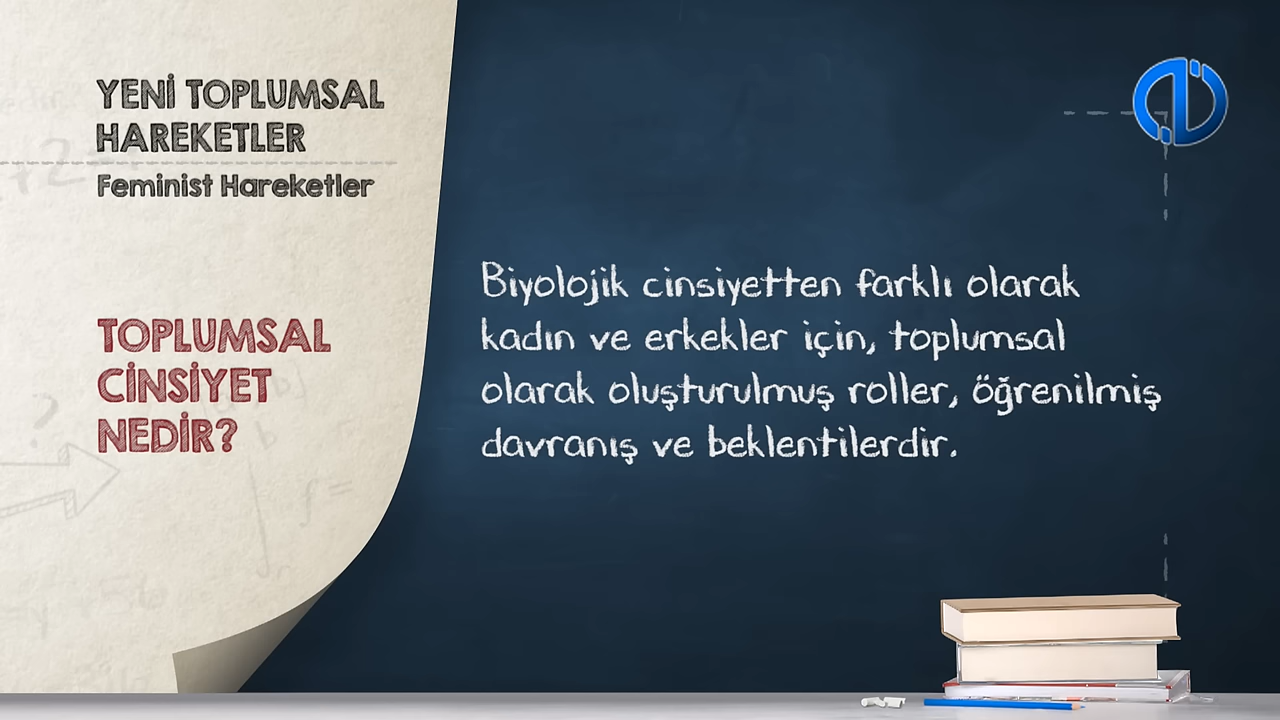 YENİ TOPLUMSAL
HAREKETLER
Feminist Hareketler
TOPLUMSAL
CİNSİYET
NEDİR?
Biyolojik cinsiyetten farklı olarak
kadın ve erkekler için, toplumsal
olarak oluşturulmuş roller, öğrenilmiş
davranış ve beklentilerdir.